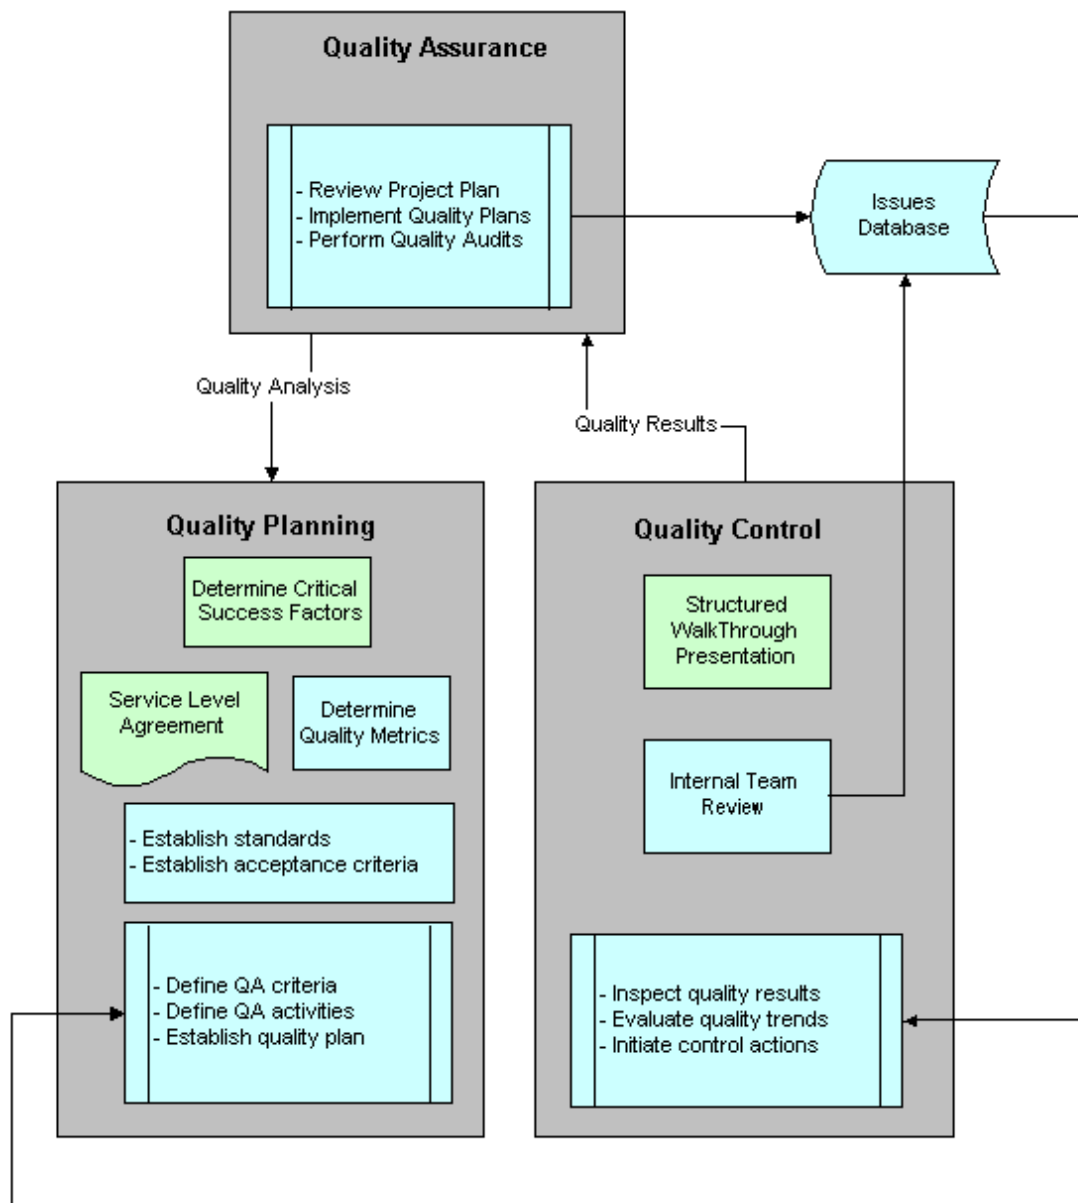 Quality Assurance
- Review Project Plan
- Implement Quality Plans
- Perform Quality Audits
Issues
Database
Quality Analysis
Quality Results
Quality Planning
Determine Critical
Success Factors
Service Level
Agreement
Determine
Quality Metrics
- Establish standards
- Establish acceptance criteria
- Define QA criteria
- Define QA activities
- Establish quality plan
Quality Control
Structured
WalkThrough
Presentation
Internal Team
Review
- Inspect quality results
- Evaluate quality trends
- Initiate control actions